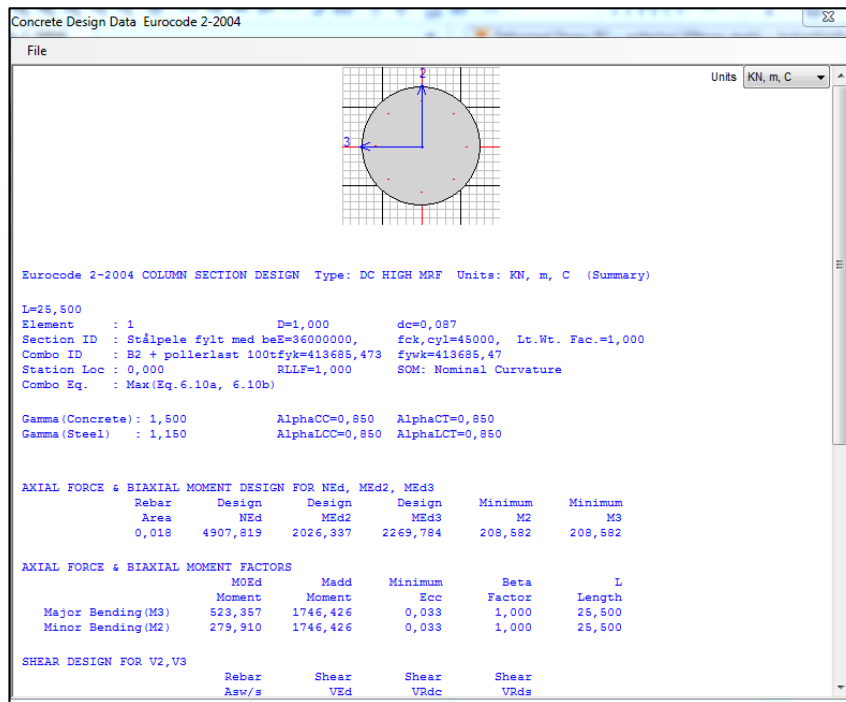 Concrete Design Data Eurocode 2-2004
File
Units KN, m, C
2
3
Eurocode 2-2004 COLUMN SECTION DESIGN Type: DC HIGH MRF Units: KN, m, C (Summary)
L=25,500
Element : 1 D=1,000 dc=0,087
Section ID : Stålpele fylt med beE=36000000, fck,cyl=45000, Lt.Wt. Fac.=1,000
Combo ID : B2 + pollerlast 100tfyk=413685,473 fywk=413685,47
Station Loc : 0,000 RLLF=1,000 SOM: Nominal Curvature
Combo Eq. : Max(Eq.6.10a, 6.10b)
Gamma(Concrete): 1,500 AlphaCC=0,850 AlphaCT=0,850
Gamma(Steel) : 1,150 AlphaLCC=0,850 AlphaLCT=0,850
AXIAL FORCE & BIAXIAL MOMENT DESIGN FOR NEd, MEd2, MEd3
Rebar Design Design Design Minimum Minimum
Area NEd MEd2 MEd3 M2 M3
0,018 4907,819 2026,337 2269,784 208,582 208,582
AXIAL FORCE & BIAXIAL MOMENT FACTORS
M0Ed Madd Minimum Beta L
Moment Moment Ecc Factor Length
Major Bending(M3) 523,357 1746,426 0,033 1,000 25,500
Minor Bending(M2) 279,910 1746,426 0,033 1,000 25,500
SHEAR DESIGN FOR V2,V3
Rebar Shear Shear Shear
Asw/s VEd VRdc VRds